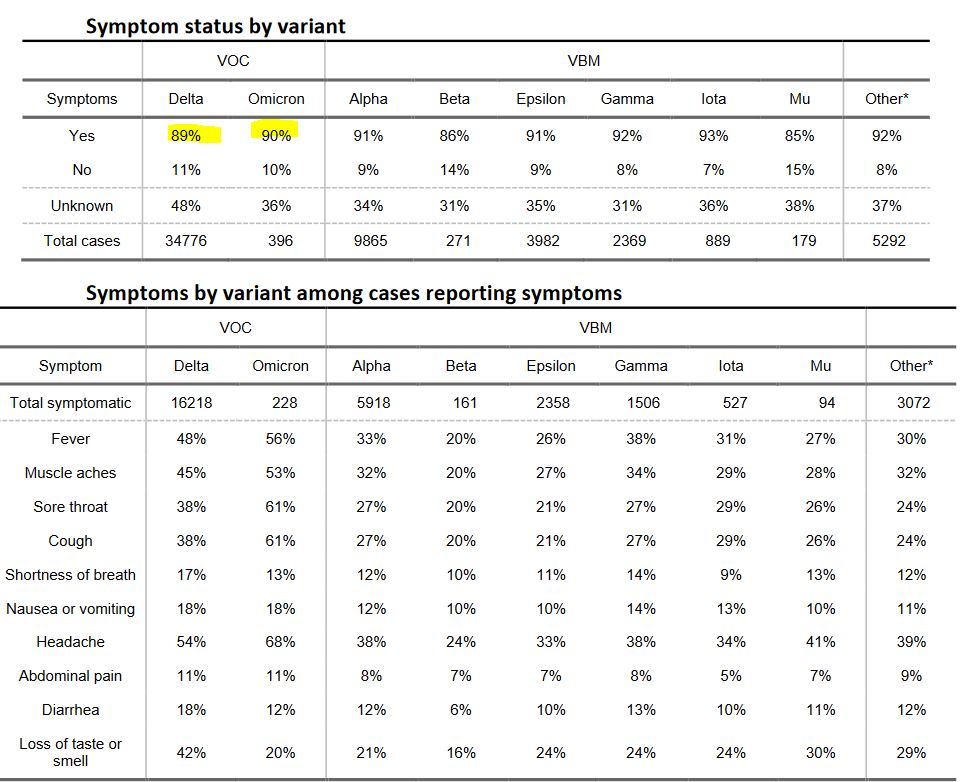 Symptom status by variant
VOC VBM
Symptoms Delta Omicron Alpha Beta Epsilon Gamma Iota Mu Other*
Yes 89% 90% 91% 86% 91% 92% 93% 85% 92%
No 11% 10% 9% 14% 9% 8% 7% 15% 8%
Unknown 48% 36% 34% 31% 35% 31% 36% 38% 37%
Total cases 34776 396 9865 271 3982 2369 889 179 5292
Symptoms by variant among cases reporting symptoms
VOC VBM
Symptom Delta Omicron Alpha Beta Epsilon Gamma Iota Mu Other*
Total symptomatic 16218 228 5918 161 2358 1506 527 94 3072
Fever 48% 56% 33% 20% 26% 38% 31% 27% 30%
Muscle aches 45% 53% 32% 20% 27% 34% 29% 28% 32%
Sore throat 38% 61% 27% 20% 21% 27% 29% 26% 24%
Cough 38% 61% 27% 20% 21% 27% 29% 26% 24%
Shortness of breath 17% 13% 12% 10% 11% 14% 9% 13% 12%
Nausea or vomiting 18% 18% 12% 10% 10% 14% 13% 10% 11%
Headache 54% 68% 38% 24% 33% 38% 34% 41% 39%
Abdominal pain 11% 11% 8% 7% 7% 8% 5% 7% 9%
Diarrhea 18% 12% 12% 6% 10% 13% 10% 11% 12%
Loss of taste or
smell 42% 20% 21% 16% 24% 24% 24% 30% 29%